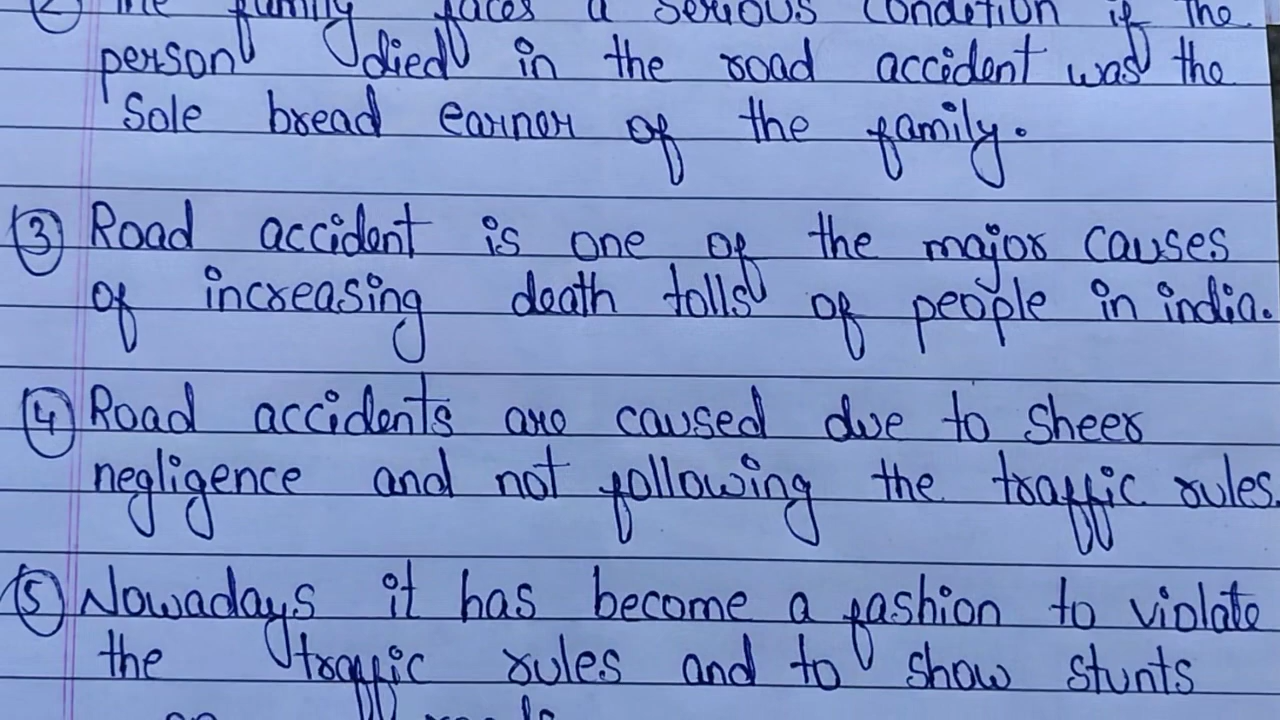 ② The family faces a serious condition if the
person died in the road accident was the
Sole bread earner of the family.
③ Road accident is one of the major causes
of increasing death tolls of people in india.
④ Road accidents are caused due to sheer
negligence and not following the traffic rules.
⑤ Nowadays it has become a fashion to violate
the traffic rules and to show stunts
on roads